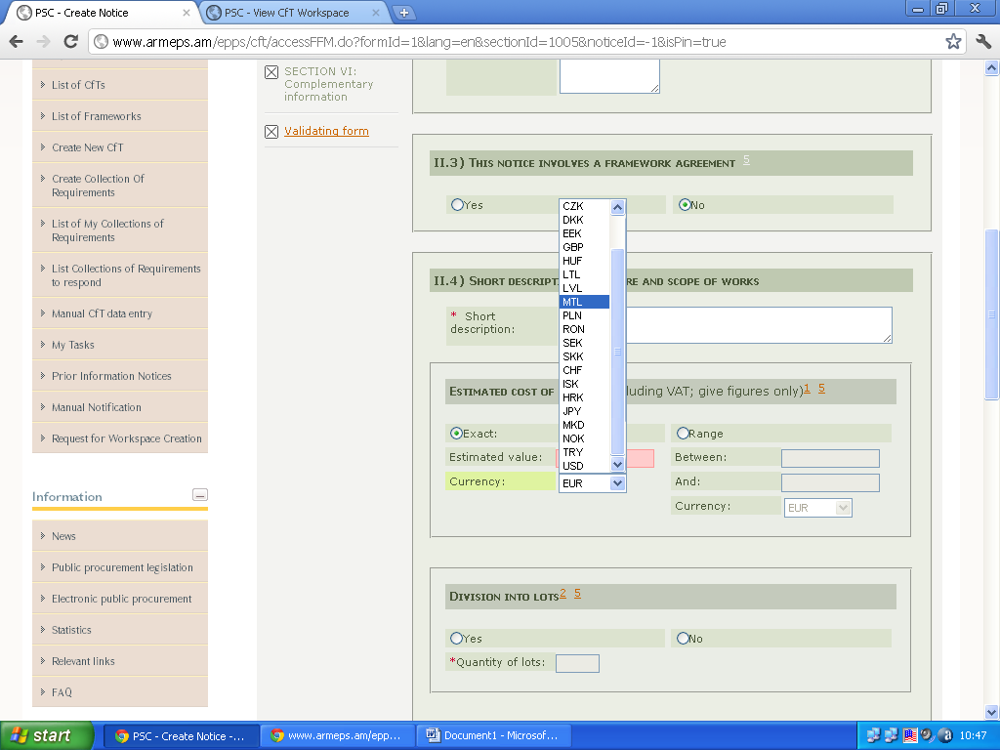 PSC - Create Notice
PSC - View CfT Workspace
www.armeps.am/epps/cft/accessFFM.do?formId=1&lang=en&sectionId=1005&noticeId=-1&isPin=true
List of CfTs
List of Frameworks
Create New CfT
Create Collection Of
Requirements
List of My Collections of
Requirements
List Collections of Requirements
to respond
Manual CfT data entry
My Tasks
Prior Information Notices
Manual Notification
Request for Workspace Creation
Information
News
Public procurement legislation
Electronic public procurement
Statistics
Relevant links
FAQ
SECTION VI:
Complementary
information
Validating form
II.3) This notice involves a framework agreement 5
Yes
No
II.4) Short descript
re and scope of works
* Short
description:
Estimated cost of
luding VAT; give figures only) 1 5
Exact:
Range
Estimated value:
Between:
Currency:
And:
Currency:
EUR
CZK
DKK
EEK
GBP
HUF
LTL
LVL
MTL
PLN
RON
SEK
SKK
CHF
ISK
HRK
JPY
MKD
NOK
TRY
USD
EUR
Division into lots 2 5
Yes
No
*Quantity of lots:
start
PSC - Create Notice -...
www.armeps.am/epp...
Document1 - Microsof...
10:47